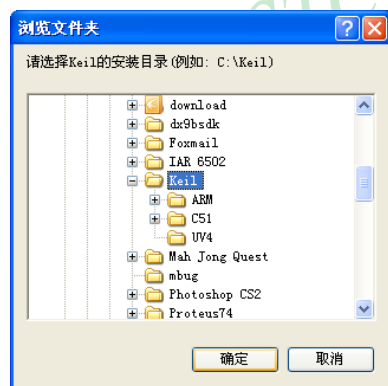 浏览文件夹
请选择Keil的安装目录(例如: C:\Keil)
download
dx9bsdk
Foxmail
IAR 6502
Keil
ARM
C51
UV4
Mah Jong Quest
mbug
Photoshop CS2
Proteus74
确定
取消